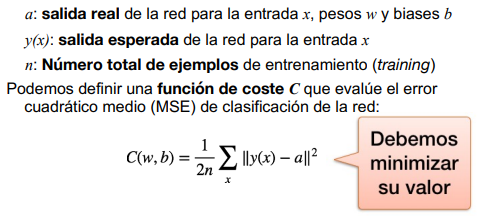 a: salida real de la red para la entrada x, pesos w y biases b
y(x): salida esperada de la red para la entrada x
n: Número total de ejemplos de entrenamiento (training)
Podemos definir una función de coste C que evalúe el error
cuadrático medio (MSE) de clasificación de la red:
C(w, b) = 1/2n ∑x ||y(x) − a||²
Debemos
minimizar
su valor